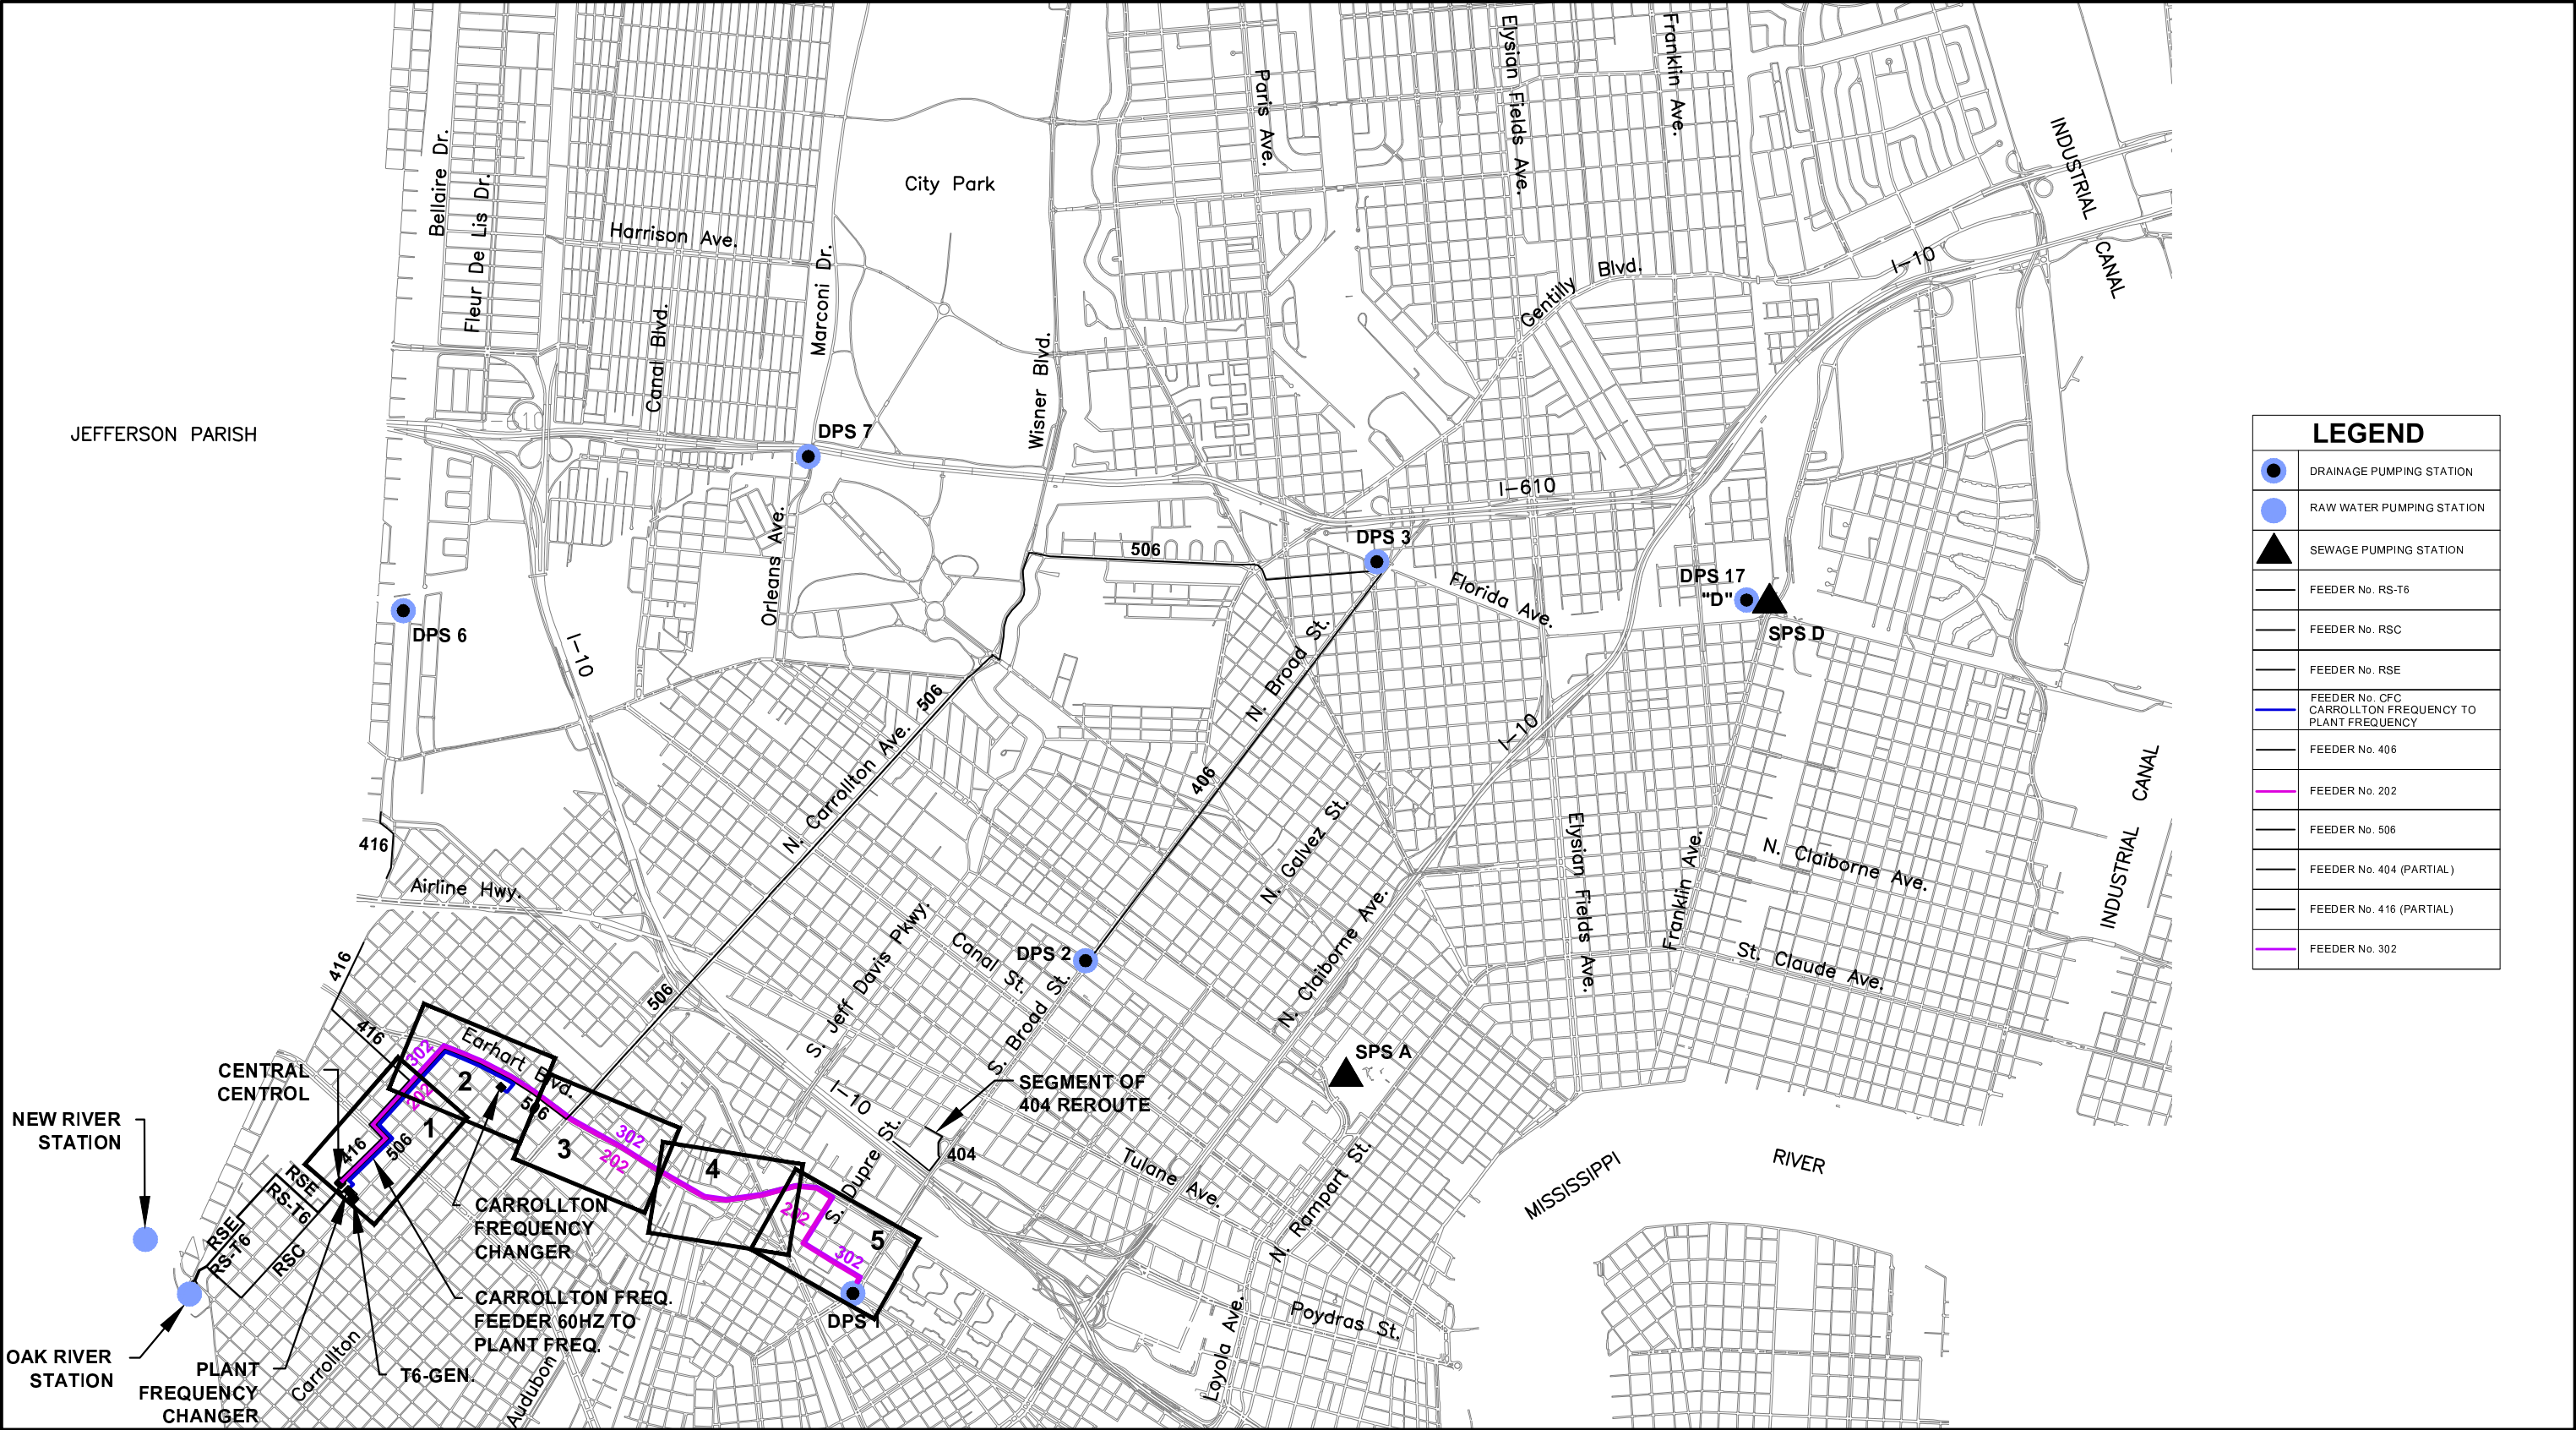 Bellaire Dr.
Fleur De Lis Dr.
Harrison Ave.
Canal Blvd.
Marconi Dr.
City Park
Wisner Blvd.
Paris Ave.
Elysian Fields Ave.
Franklin Ave.
INDUSTRIAL
CANAL
I-10
Gentilly Blvd.
JEFFERSON PARISH
DPS 7
I-610
Orleans Ave.
506
DPS 3
Florida Ave.
DPS 17
"D"
SPS D
DPS 6
I-10
506
N. Carrollton Ave.
N. Broad St.
406
I-10
N. Galvez St.
416
Airline Hwy.
S. Jeff Davis Pkwy.
Canal St.
DPS 2
S. Broad St.
N. Claiborne Ave.
Elysian Fields Ave.
Franklin Ave.
N. Claiborne Ave.
St. Claude Ave.
INDUSTRIAL CANAL
416
416
506
SPS A
302
Earhart Blvd.
2
202
506
1
416
506
CENTRAL
CENTROL
NEW RIVER
STATION
RSE
RS-T6
RSE
RS-T6
RSC
3
302
202
4
202
302
5
S. Dupre St.
I-10
SEGMENT OF
404 REROUTE
404
Tulane Ave.
N. Rampart St.
MISSISSIPPI
RIVER
CARROLLTON
FREQUENCY
CHANGER
CARROLLTON FREQ.
FEEDER 60HZ TO
PLANT FREQ.
DPS 1
OAK RIVER
STATION
PLANT
FREQUENCY
CHANGER
T6-GEN.
Carrollton
Audubon
Loyola Ave.
Poydras St.
LEGEND
DRAINAGE PUMPING STATION
RAW WATER PUMPING STATION
SEWAGE PUMPING STATION
FEEDER No. RS-T6
FEEDER No. RSC
FEEDER No. RSE
FEEDER No. CFC
CARROLLTON FREQUENCY TO
PLANT FREQUENCY
FEEDER No. 406
FEEDER No. 202
FEEDER No. 506
FEEDER No. 404 (PARTIAL)
FEEDER No. 416 (PARTIAL)
FEEDER No. 302